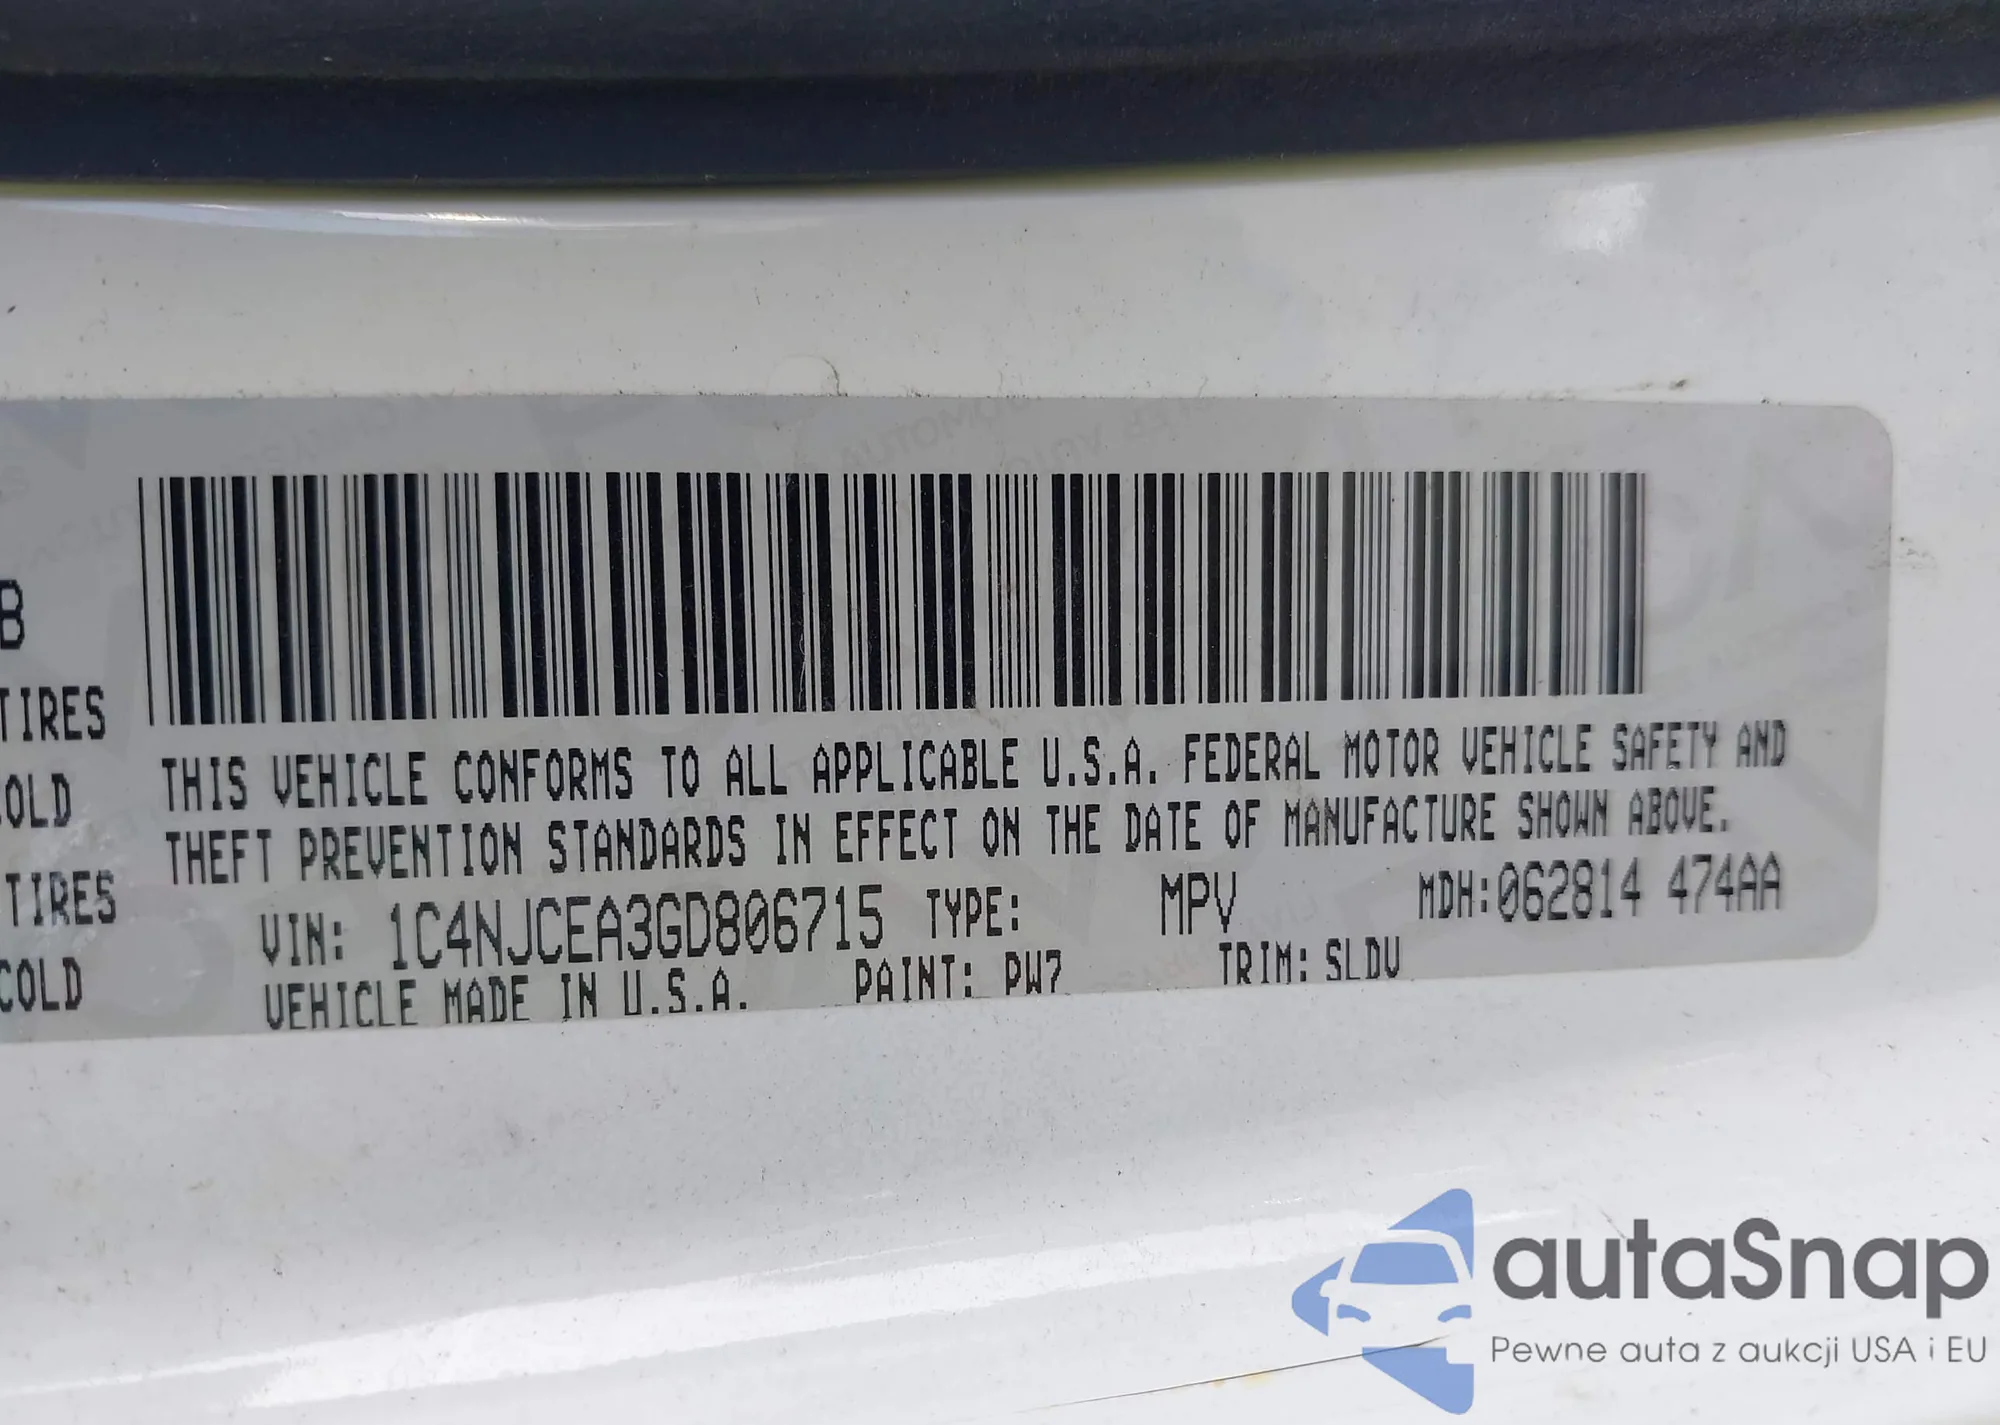 B
TIRES
COLD
TIRES
COLD
THIS VEHICLE CONFORMS TO ALL APPLICABLE U.S.A. FEDERAL MOTOR VEHICLE SAFETY AND
THEFT PREVENTION STANDARDS IN EFFECT ON THE DATE OF MANUFACTURE SHOWN ABOVE.
VIN: 1C4NJCEA3GD806715 TYPE: MPV MDH:062814 474AA
VEHICLE MADE IN U.S.A. PAINT: PW7 TRIM: SLDV
autaSnap
Pewne auta z aukcji USA i EU